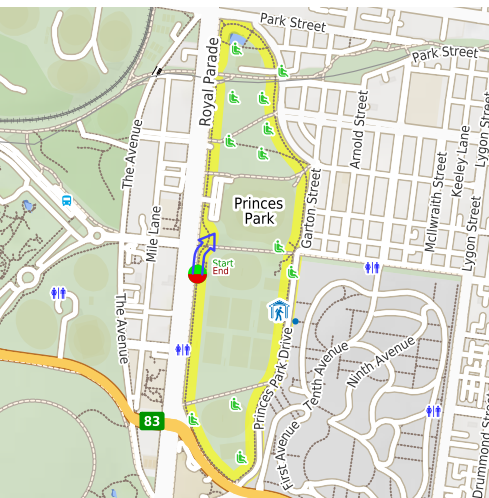 Park Street
Park Street
Royal Parade
The Avenue
Arnold Street
Keeley Lane
Lygon Street
Mile Lane
Princes
Park
Garton Street
McIlwraith Street
Lygon Street
Start
End
The Avenue
Princes Park Drive
Tenth Avenue
Ninth Avenue
83
First Avenue
Drummond Street